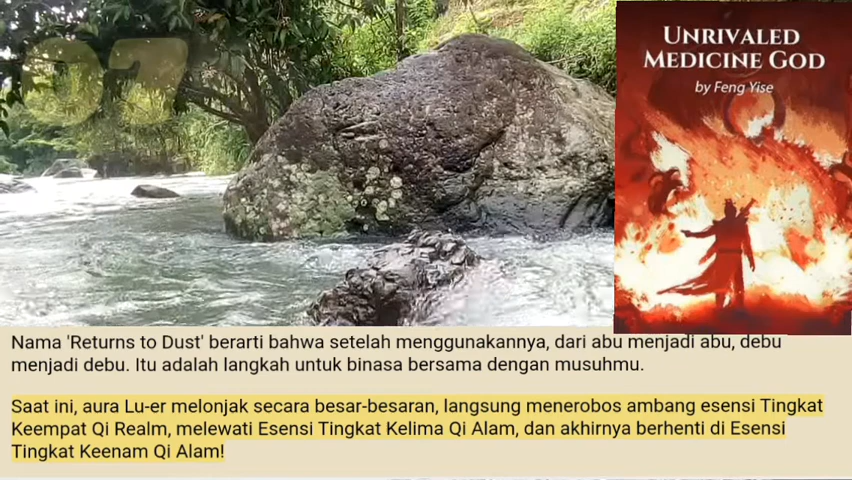 97
UNRIVALED
MEDICINE GOD
by Feng Yise
Nama 'Returns to Dust' berarti bahwa setelah menggunakannya, dari abu menjadi abu, debu
menjadi debu. Itu adalah langkah untuk binasa bersama dengan musuhmu.
Saat ini, aura Lu-er melonjak secara besar-besaran, langsung menerobos ambang esensi Tingkat
Keempat Qi Realm, melewati Esensi Tingkat Kelima Qi Alam, dan akhirnya berhenti di Esensi
Tingkat Keenam Qi Alam!